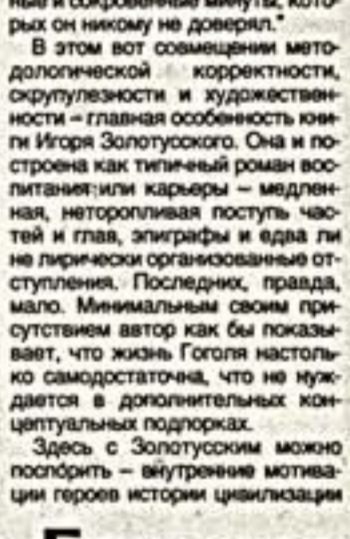 ные и сокровенные минуты, кото-
рых он никому не доверял."
В этом вот совмещении мето-
дологической корректности,
скрупулезности и художествен-
ности – главная особенность кни-
ги Игоря Золотусского. Она и по-
строена как типичный роман вос-
питания или карьеры – медлен-
ная, неторопливая поступь час-
тей и глав, эпиграфы и едва ли
не лирически организованные от-
ступления. Последних, правда,
мало. Минимальным своим при-
сутствием автор как бы показы-
вает, что жизнь Гоголя настоль-
ко самодостаточна, что не нуж-
дается в дополнительных кон-
цептуальных подпорках.
Здесь с Золотусским можно
поспорить – внутренние мотива-
ции героев истории цивилизации